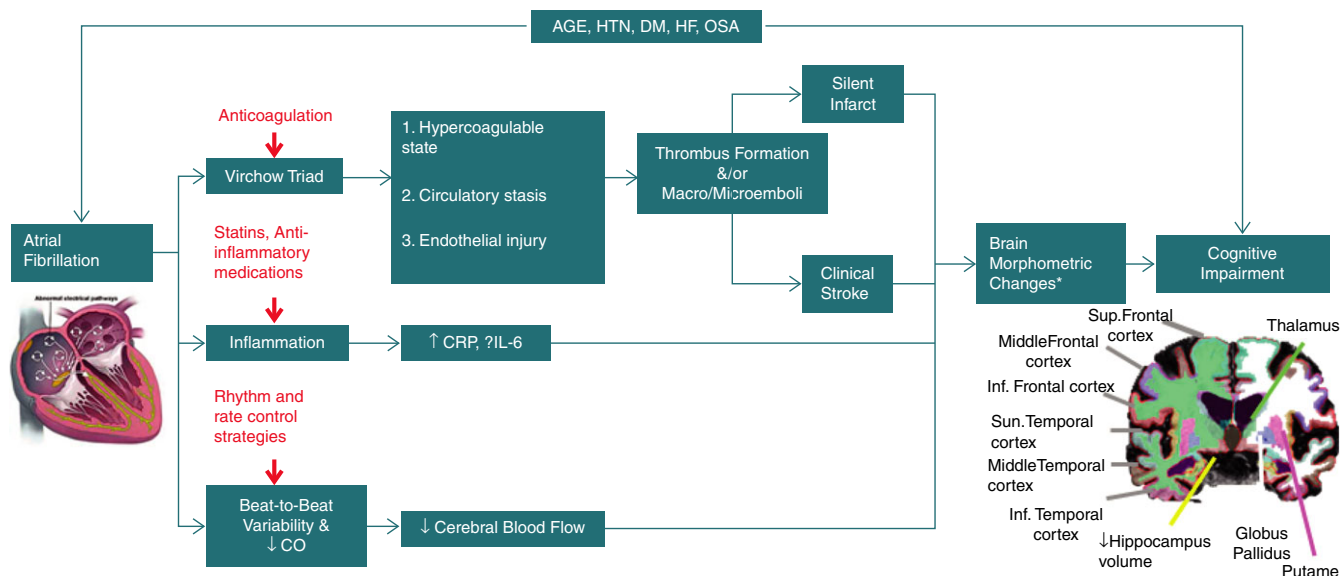 AGE, HTN, DM, HF, OSA
Silent
Infarct
Anticoagulation
1. Hypercoagulable
state
2. Circulatory stasis
3. Endothelial injury
Virchow Triad
Thrombus Formation
&/or
Macro/Microemboli
Atrial
Fibrillation
Statins, Anti-
inflammatory
medications
Clinical
Stroke
Brain
Morphometric
Changes*
Cognitive
Impairment
Abnormal electrical pathways
Inflammation
↑ CRP, ?IL-6
Rhythm and
rate control
strategies
Beat-to-Beat
Variability &
↓ CO
↓ Cerebral Blood Flow
Sup.Frontal
cortex
Thalamus
MiddleFrontal
cortex
Inf. Frontal cortex
Sun.Temporal
cortex
MiddleTemporal
cortex
Inf. Temporal
cortex
↓Hippocampus
volume
Globus
Pallidus
Putame